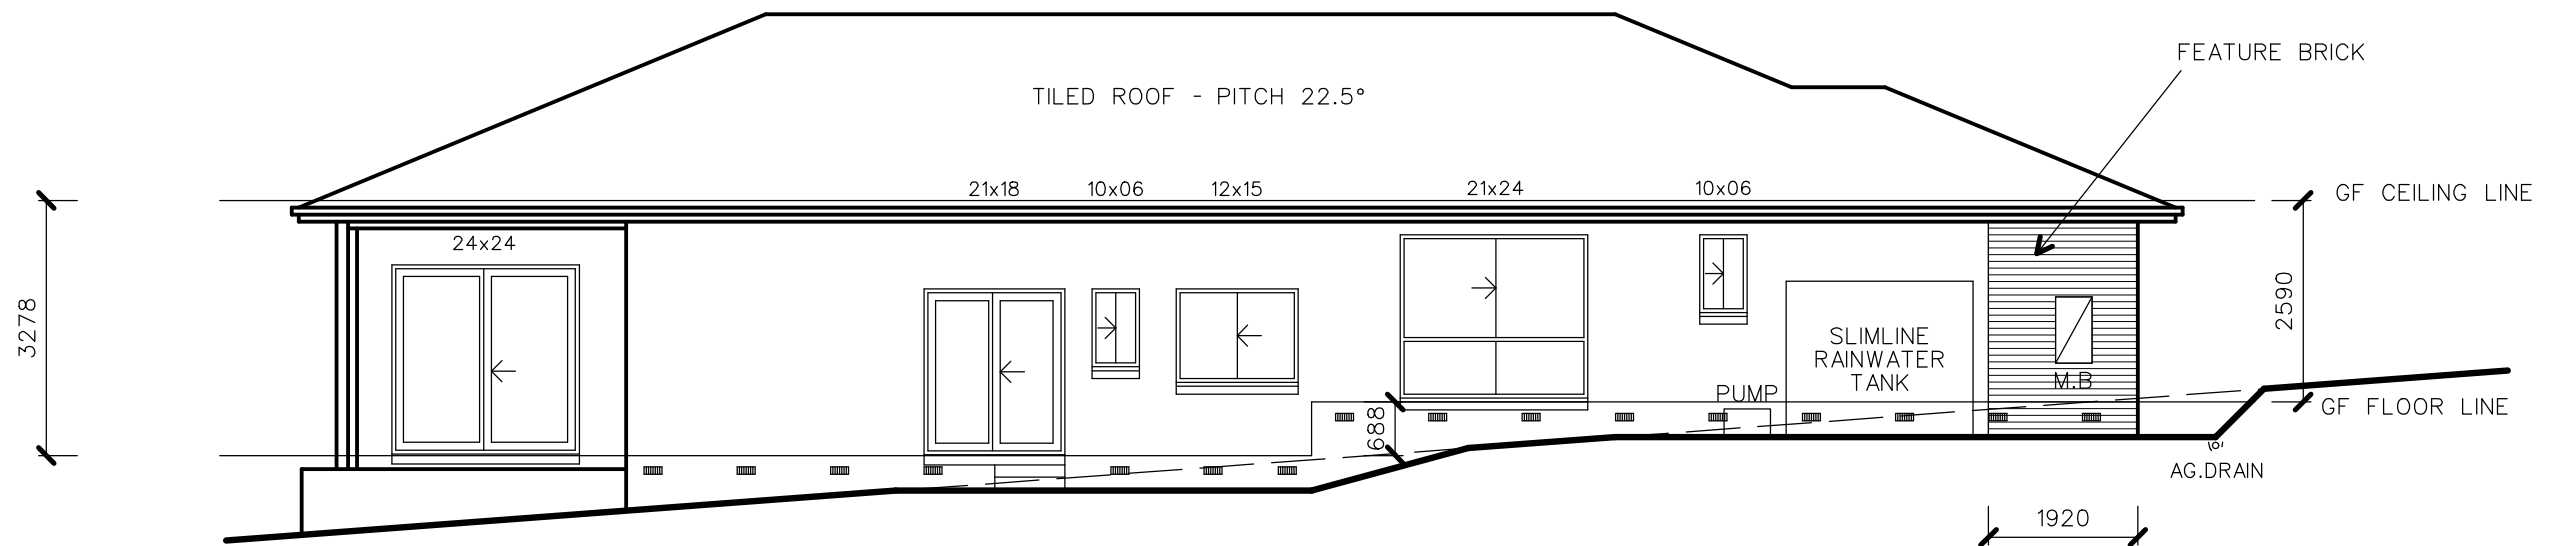 FEATURE BRICK
TILED ROOF - PITCH 22.5°
21x18
10x06
12x15
21x24
10x06
GF CEILING LINE
24x24
3278
2590
SLIMLINE
RAINWATER
TANK
M.B
PUMP
688
GF FLOOR LINE
AG.DRAIN
1920